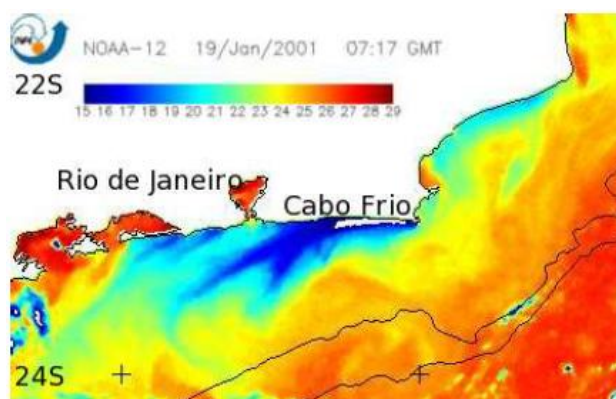 NOAA-12 19/Jan/2001 07:17 GMT
22S
15 16 17 18 19 20 21 22 23 24 25 26 27 28 29
Rio de Janeiro
Cabo Frio
24S